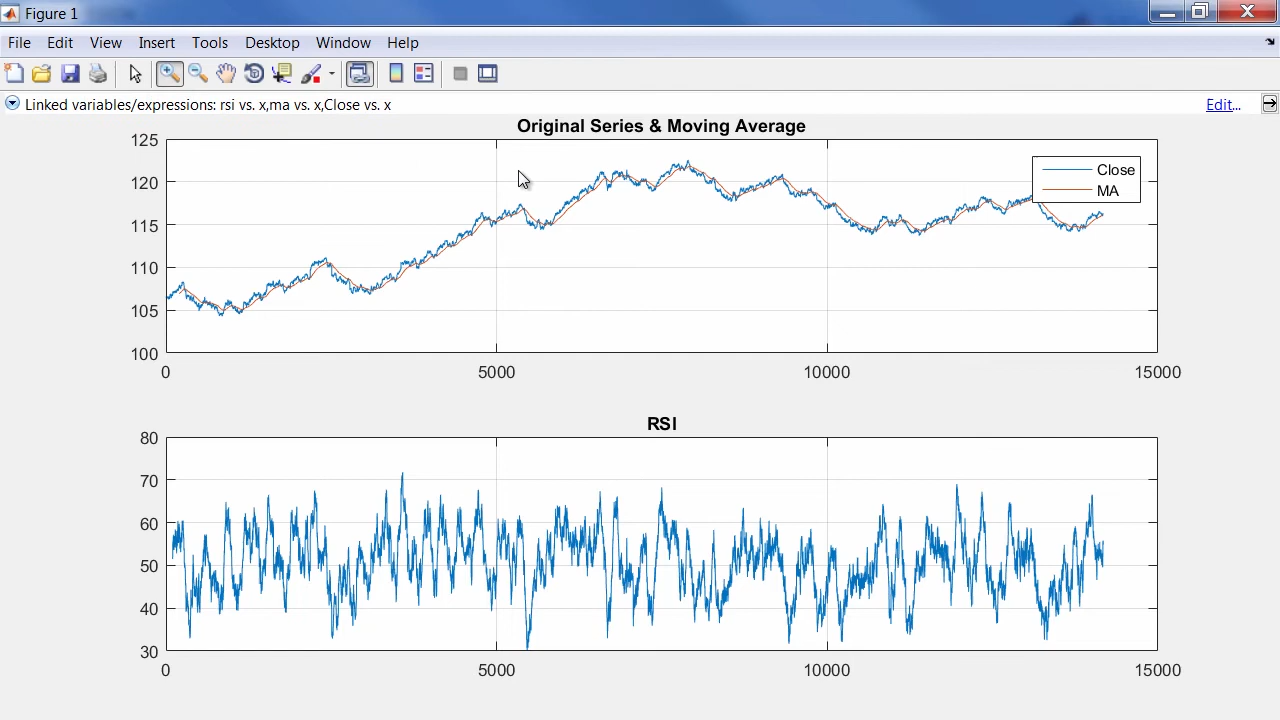 Figure 1
File Edit View Insert Tools Desktop Window Help
Linked variables/expressions: rsi vs. x,ma vs. x,Close vs. x Edit...
Original Series & Moving Average
125
120
115
110
105
100
Close
MA
0 5000 10000 15000
RSI
80
70
60
50
40
30
0 5000 10000 15000